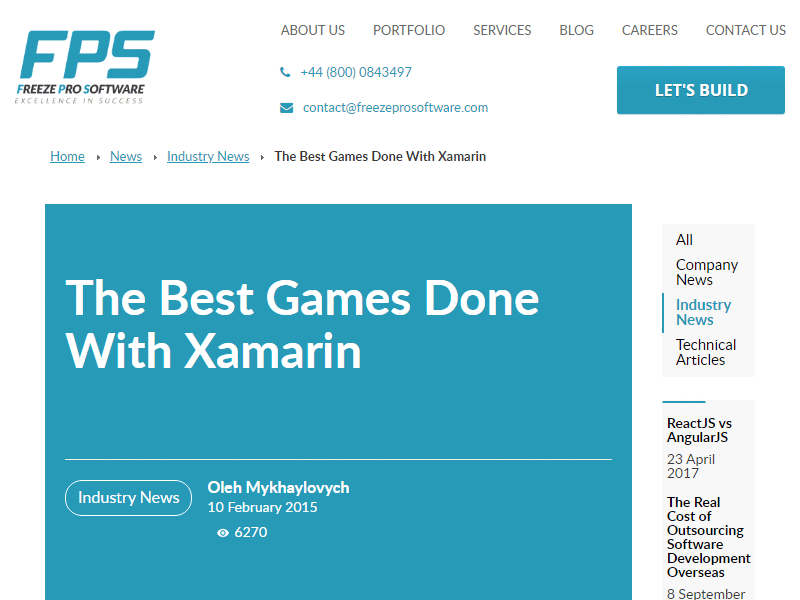 FPS
FREEZE PRO SOFTWARE
EXCELLENCE IN SUCCESS
ABOUT US PORTFOLIO SERVICES BLOG CAREERS CONTACT US
+44 (800) 0843497
contact@freezeprosoftware.com
LET'S BUILD
Home News Industry News The Best Games Done With Xamarin
The Best Games Done
With Xamarin
Industry News
Oleh Mykhaylovych
10 February 2015
6270
All
Company
News
Industry
News
Technical
Articles
ReactJS vs
AngularJS
23 April
2017
The Real
Cost of
Outsourcing
Software
Development
Overseas
8 September